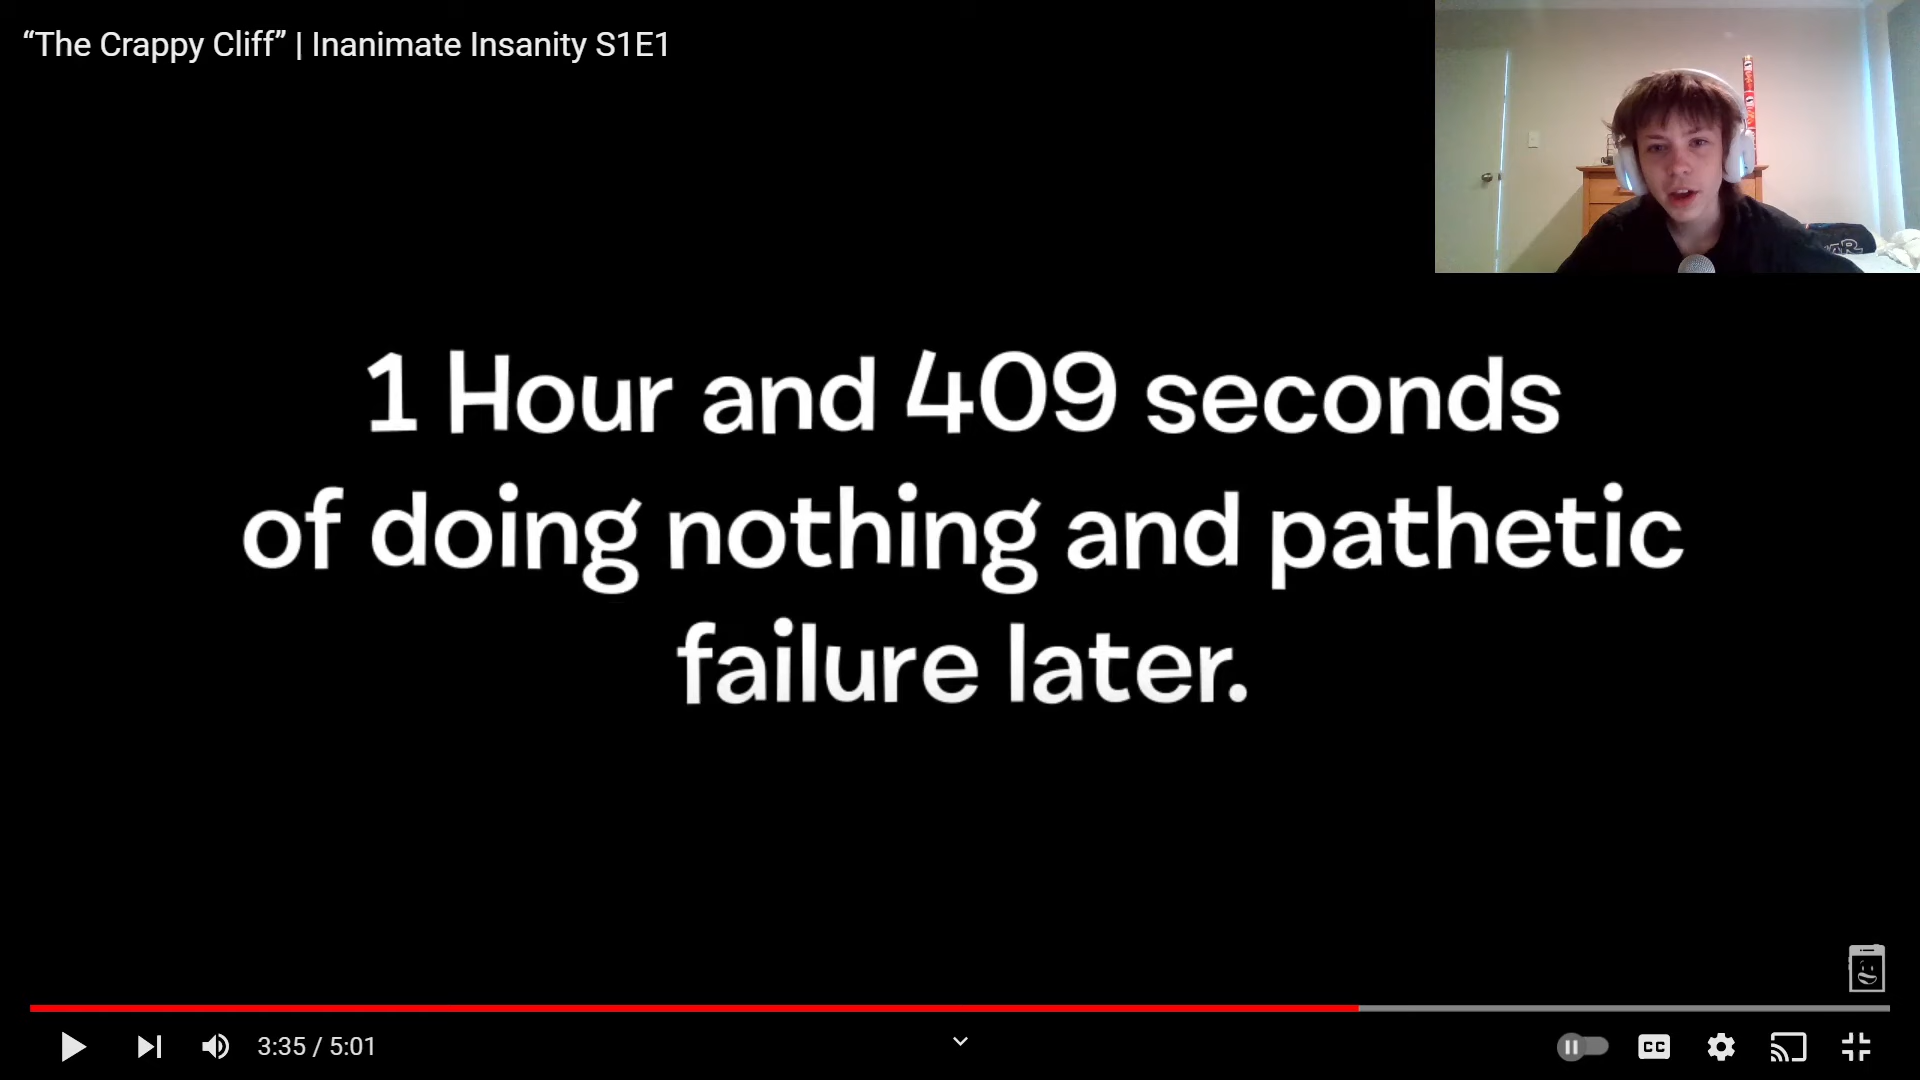 “The Crappy Cliff” | Inanimate Insanity S1E1
1 Hour and 409 seconds
of doing nothing and pathetic
failure later.
3:35 / 5:01
CC